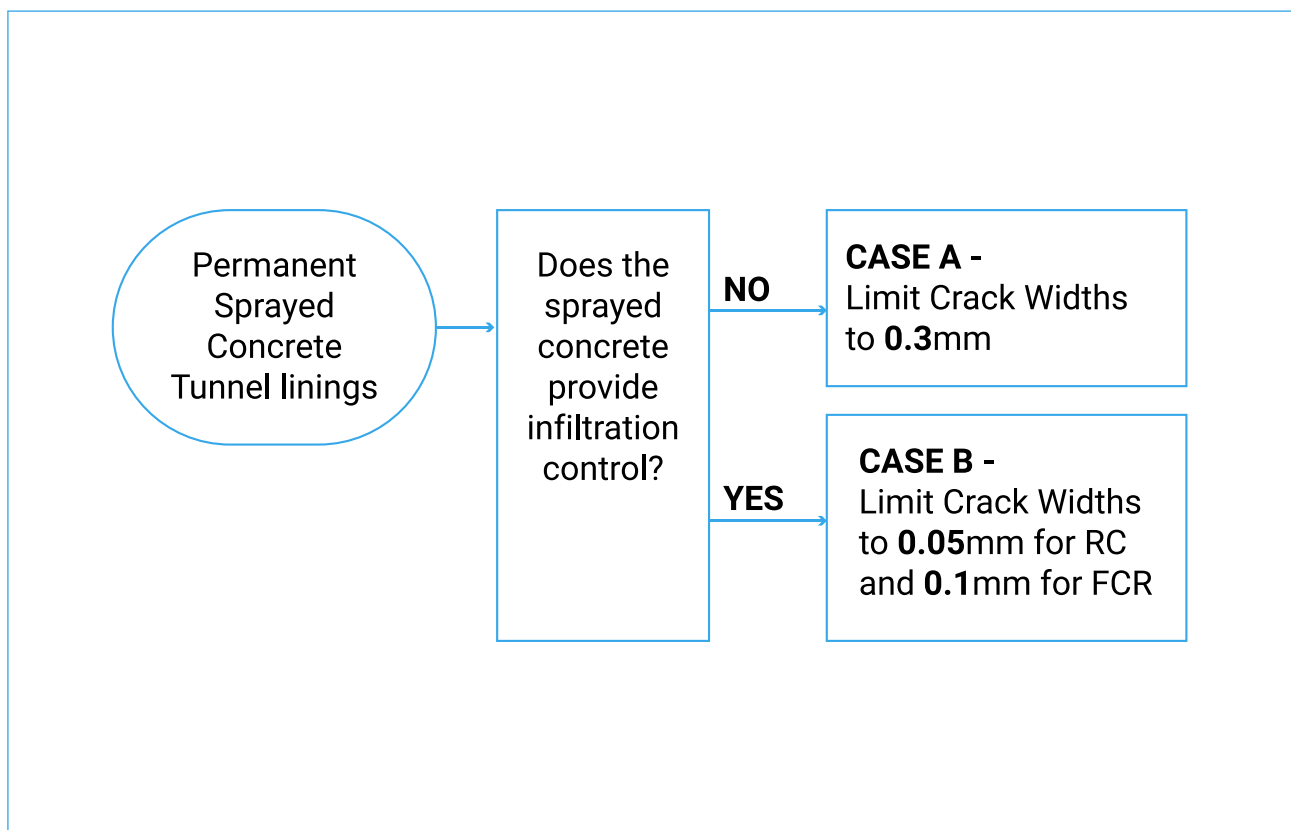 Permanent
Sprayed
Concrete
Tunnel linings
Does the
sprayed
concrete
provide
infiltration
control?
NO
CASE A -
Limit Crack Widths
to 0.3mm
YES
CASE B -
Limit Crack Widths
to 0.05mm for RC
and 0.1mm for FCR